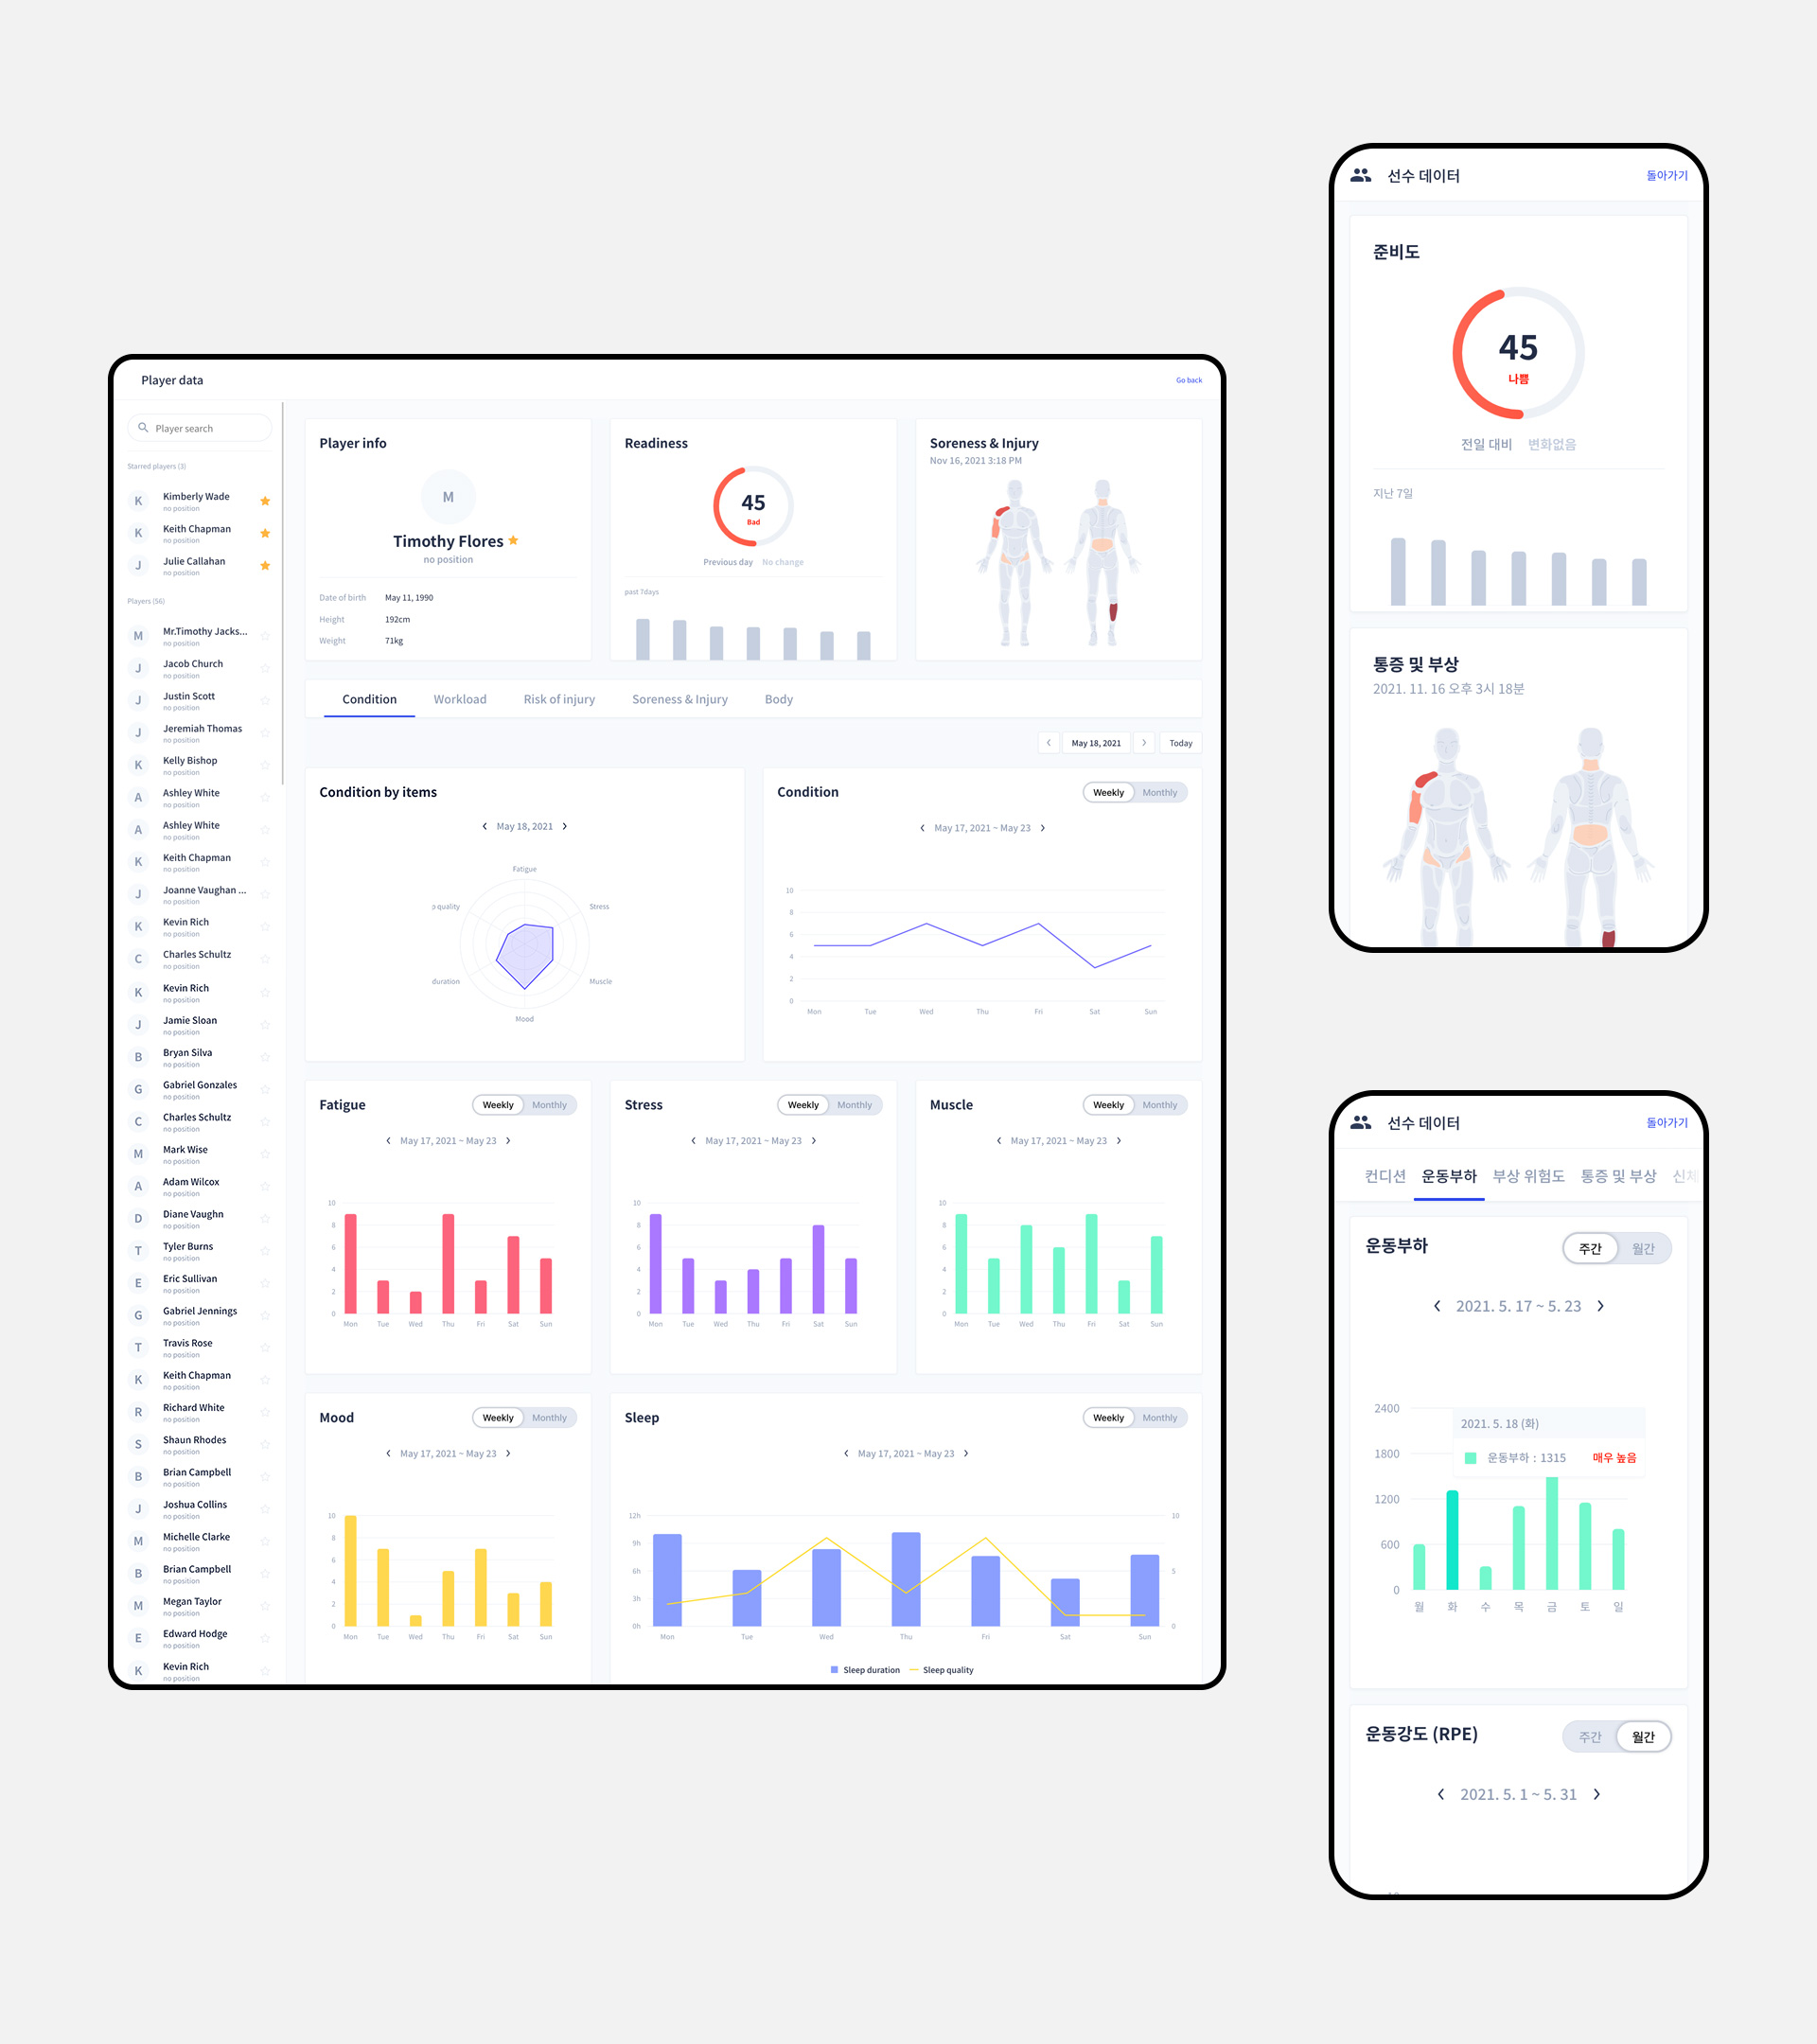 Player data
Go back
Player search
Starred players (3)
K
Kimberly Wade
no position
K
Keith Chapman
no position
J
Julie Callahan
no position
Players (56)
M
Mr.Timothy Jacks...
no position
J
Jacob Church
no position
J
Justin Scott
no position
J
Jeremiah Thomas
no position
K
Kelly Bishop
no position
A
Ashley White
no position
A
Ashley White
no position
K
Keith Chapman
no position
J
Joanne Vaughan ...
no position
K
Kevin Rich
no position
C
Charles Schultz
no position
K
Kevin Rich
no position
J
Jamie Sloan
no position
B
Bryan Silva
no position
G
Gabriel Gonzales
no position
C
Charles Schultz
no position
M
Mark Wise
no position
A
Adam Wilcox
no position
D
Diane Vaughn
no position
T
Tyler Burns
no position
E
Eric Sullivan
no position
G
Gabriel Jennings
no position
T
Travis Rose
no position
K
Keith Chapman
no position
R
Richard White
no position
S
Shaun Rhodes
no position
B
Brian Campbell
no position
J
Joshua Collins
no position
M
Michelle Clarke
no position
B
Brian Campbell
no position
M
Megan Taylor
no position
E
Edward Hodge
no position
K
Kevin Rich
no position
Player info
M
Timothy Flores
no position
Date of birth May 11, 1990
Height 192cm
Weight 71kg
Readiness
45
Bad
Previous day No change
past 7days
Soreness & Injury
Nov 16, 2021 3:18 PM
Condition Workload Risk of injury Soreness & Injury Body
May 18, 2021 Today
Condition by items
May 18, 2021
Fatigue
quality Stress
duration Muscle
Mood
Condition
Weekly Monthly
May 17, 2021 ~ May 23
10
8
6
4
2
0
Mon Tue Wed Thu Fri Sat Sun
Fatigue
Weekly Monthly
May 17, 2021 ~ May 23
10
8
6
4
2
0
Mon Tue Wed Thu Fri Sat Sun
Stress
Weekly Monthly
May 17, 2021 ~ May 23
10
8
6
4
2
0
Mon Tue Wed Thu Fri Sat Sun
Muscle
Weekly Monthly
May 17, 2021 ~ May 23
10
8
6
4
2
0
Mon Tue Wed Thu Fri Sat Sun
Mood
Weekly Monthly
May 17, 2021 ~ May 23
10
8
6
4
2
0
Mon Tue Wed Thu Fri Sat Sun
Sleep
Weekly Monthly
May 17, 2021 ~ May 23
12h 10
9h
6h 5
3h
0h 0
Mon Tue Wed Thu Fri Sat Sun
Sleep duration Sleep quality
선수 데이터
돌아가기
준비도
45
나쁨
전일 대비 변화없음
지난 7일
통증 및 부상
2021. 11. 16 오후 3시 18분
선수 데이터
돌아가기
컨디션 운동부하 부상 위험도 통증 및 부상 신체
운동부하
주간 월간
2021. 5. 17 ~ 5. 23
2400
1800
1200
600
0
2021. 5. 18 (화)
운동부하 : 1315 매우 높음
월 화 수 목 금 토 일
운동강도 (RPE)
주간 월간
2021. 5. 1 ~ 5. 31